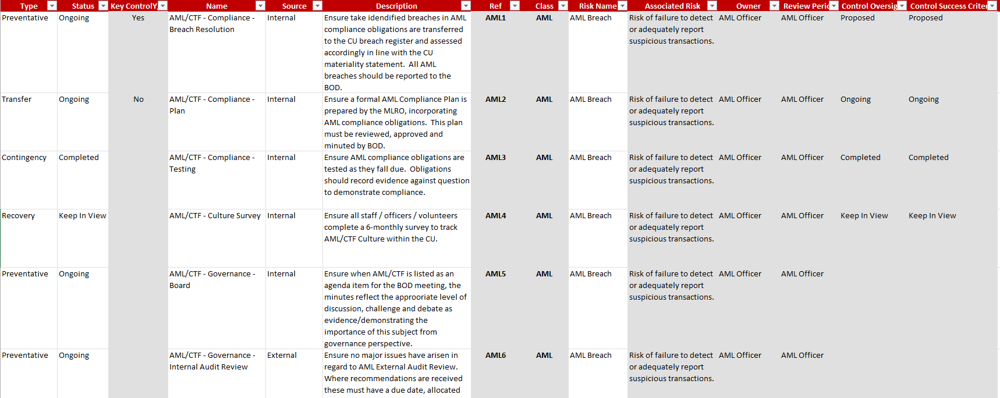 Type Status Key ControlY Name Source Description Ref Class Risk Name Associated Risk Owner Review Peric Control Oversig Control Success Criter
Preventative Ongoing Yes AML/CTF - Compliance - Internal Ensure take idendified breaches in AML AML1 AML AML Breach Risk of failure to detect AML Officer AML Officer Proposed Proposed
Breach Resolution compliance obligations are transferred or adequately report
to the CU breach register and assessed suspicious transactions.
accordingly in line with the CU
materiality statement. All AML
breaches should be reported to the
BOD.
Transfer Ongoing No AML/CTF - Compliance - Internal Ensure a formal AML Compliance Plan is AML2 AML AML Breach Risk of failure to detect AML Officer AML Officer Ongoing Ongoing
Plan prepared by the MLRO, incorporating or adequately report
AML compliance obligations. This plan suspicious transactions.
must be reviewed, approved and
minuted by BOD.
Contingency Completed AML/CTF - Compliance - Internal Ensure AML compliance obligations are AML3 AML AML Breach Risk of failure to detect AML Officer AML Officer Completed Completed
Testing tested as they fall due. Obligations or adequately report
should record evidence against question suspicious transactions.
to demonstrate compliance.
Recovery Keep In View AML/CTF - Culture Survey Internal Ensure all staff / officers / volunteers AML4 AML AML Breach Risk of failure to detect AML Officer AML Officer Keep In View Keep In View
complete a 6-monthly survey to track or adequately report
AML/CTF Culture within the CU. suspicious transactions.
Preventative Ongoing AML/CTF - Governance - Internal Ensure when AML/CTF is listed as an AML5 AML AML Breach Risk of failure to detect AML Officer AML Officer
Board agenda item for the BOD meeting, the or adequately report
minutes reflect the approoriate level of suspicious transactions.
discussion, challenge and debate as
evidence/demonstrating the
importance of this subject from
governance perspective.
Preventative Ongoing AML/CTF - Governance - External Ensure no major issues have arisen in AML6 AML AML Breach Risk of failure to detect AML Officer AML Officer
Internal Audit Review regard to AML External Audit Review. or adequately report
Where recommendations are received suspicious transactions.
these must have a due date, allocated